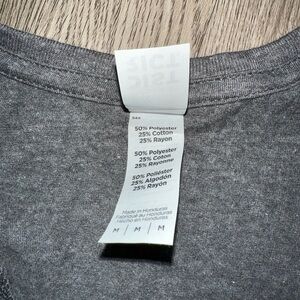 50% Polyester
25% Cotton
25% Rayon
50% Polyester
25% Coton
25% Rayonne
50% Poliéster
25% Algodón
25% Rayón
Made in Honduras
Fabriqué au Honduras
Hecho en Honduras
M M M